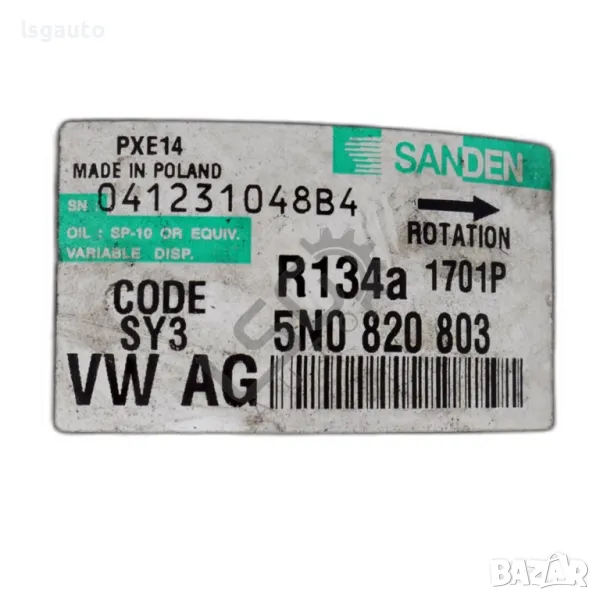 lsgauto
PXE14
MADE IN POLAND
SANDEN
SN 041231048B4
OIL : SP-10 OR EQUIV.
VARIABLE DISP.
ROTATION
R134a 1701P
CODE
SY3
5N0 820 803
VW AG
BAZAR